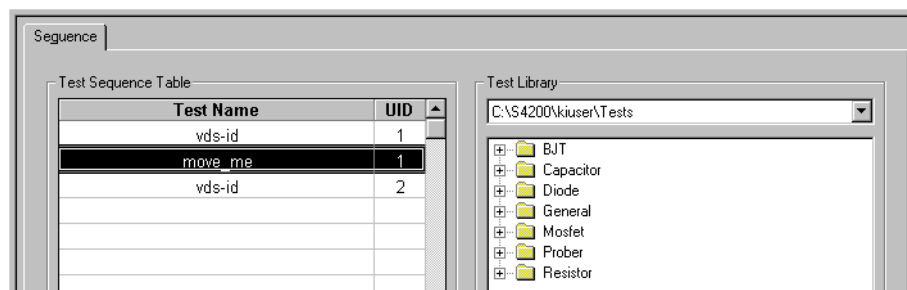 Seguence
Test Sequence Table
Test Name UID
vds-id 1
move_me 1
vds-id 2
Test Library
C:\S4200\kiuser\Tests
BJT
Capacitor
Diode
General
Mosfet
Prober
Resistor